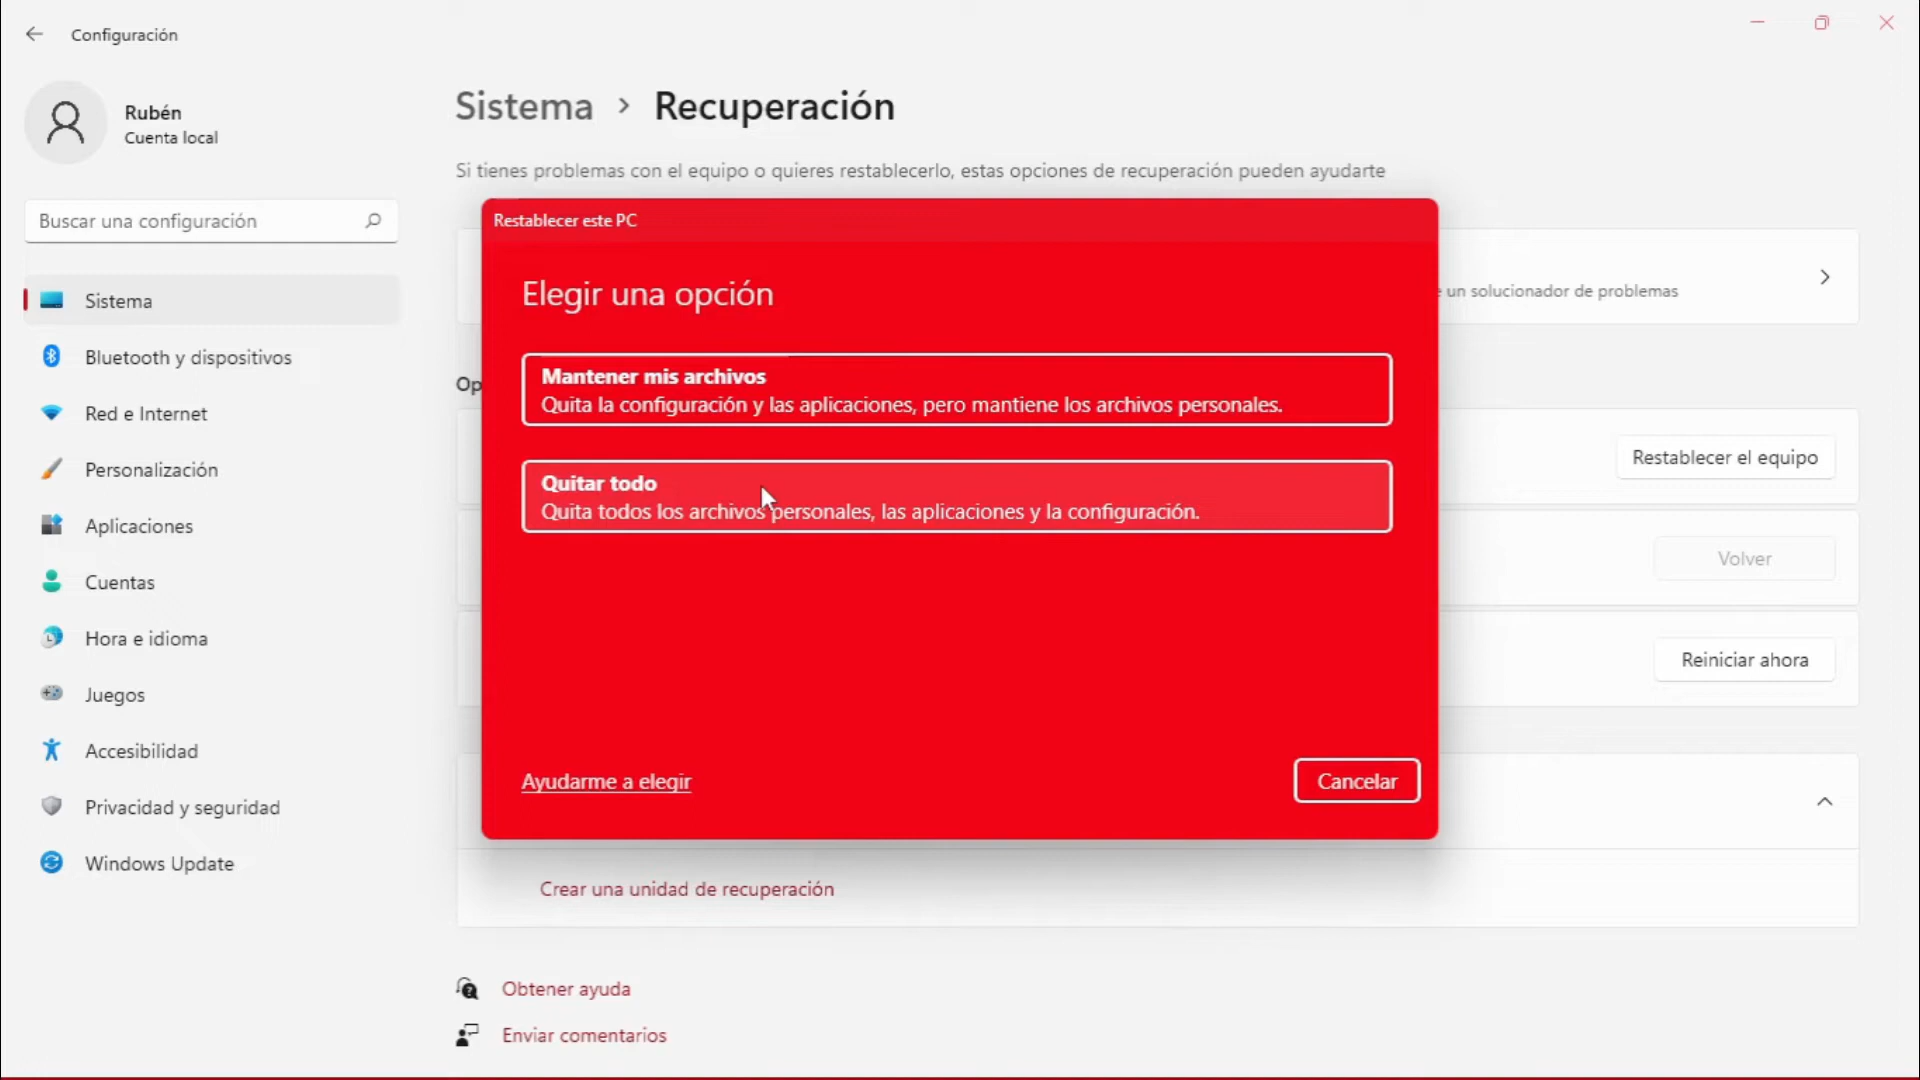 Configuración
Rubén
Cuenta local
Buscar una configuración
Sistema
Bluetooth y dispositivos
Red e Internet
Personalización
Aplicaciones
Cuentas
Hora e idioma
Juegos
Accesibilidad
Privacidad y seguridad
Windows Update
Sistema > Recuperación
Si tienes problemas con el equipo o quieres restablecerlo, estas opciones de recuperación pueden ayudarte
un solucionador de problemas
Op
Restablecer el equipo
Volver
Reiniciar ahora
Restablecer este PC
Elegir una opción
Mantener mis archivos
Quita la configuración y las aplicaciones, pero mantiene los archivos personales.
Quitar todo
Quita todos los archivos personales, las aplicaciones y la configuración.
Ayudarme a elegir
Cancelar
Crear una unidad de recuperación
Obtener ayuda
Enviar comentarios